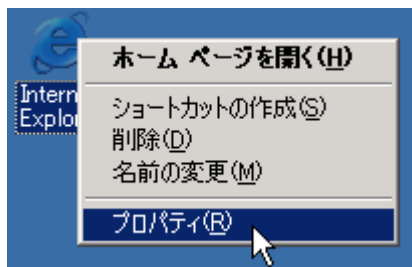 ホーム ページを開く(H)
Intern
Explor
ショートカットの作成(S)
削除(D)
名前の変更(M)
プロパティ(R)